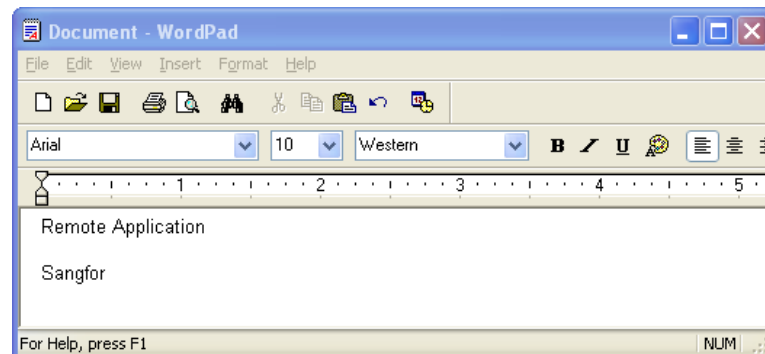 Document - WordPad
File Edit View Insert Format Help
Arial 10 Western B / U
1 2 3 4 5
Remote Application
Sangfor
For Help, press F1 NUM